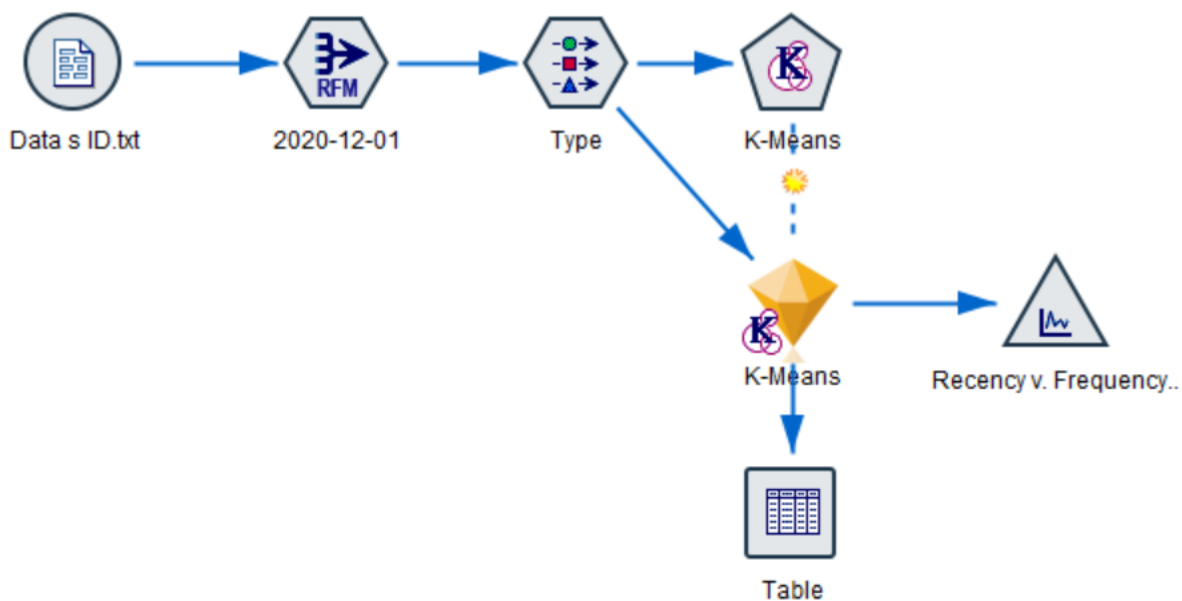 RFM
K
Data s ID.txt
2020-12-01
Type
K-Means
K
K-Means
Recency v. Frequency..
Table